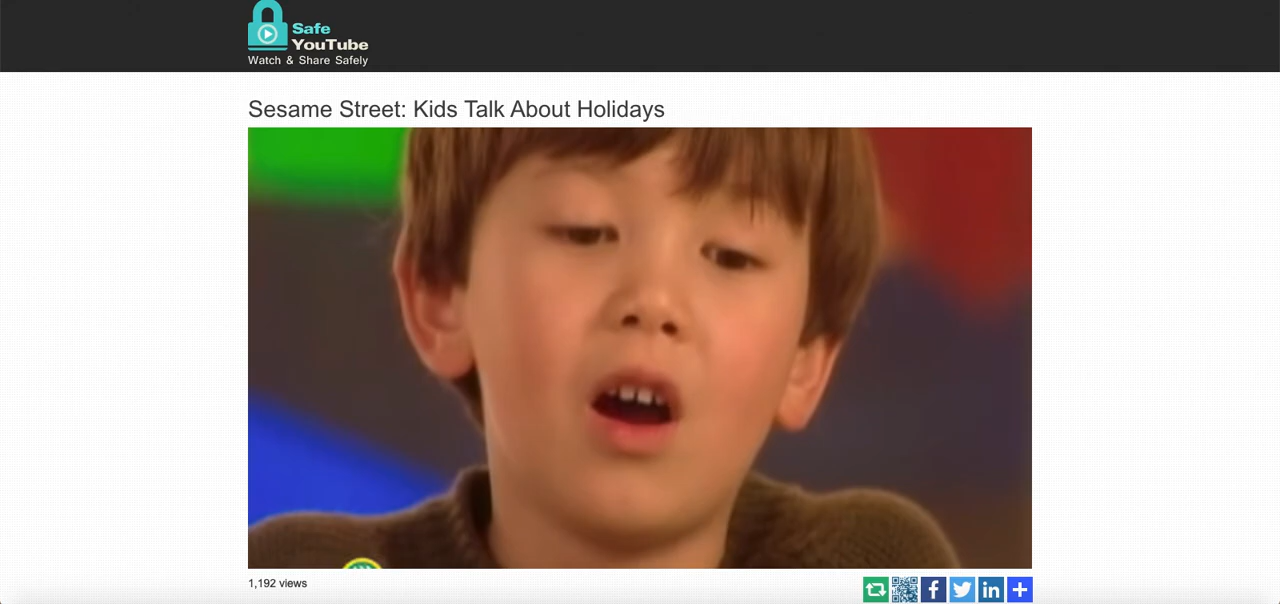 Safe
YouTube
Watch & Share Safely
Sesame Street: Kids Talk About Holidays
1,192 views